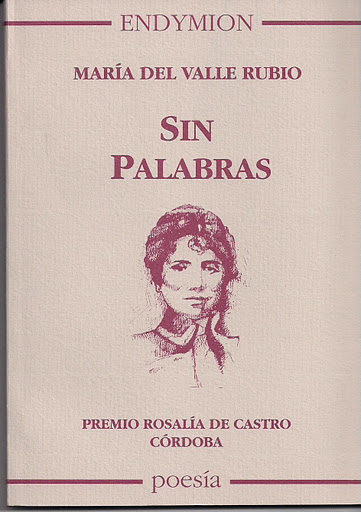 ENDYMION
MARÍA DEL VALLE RUBIO
SIN
PALABRAS
PREMIO ROSALÍA DE CASTRO
CÓRDOBA
poesía